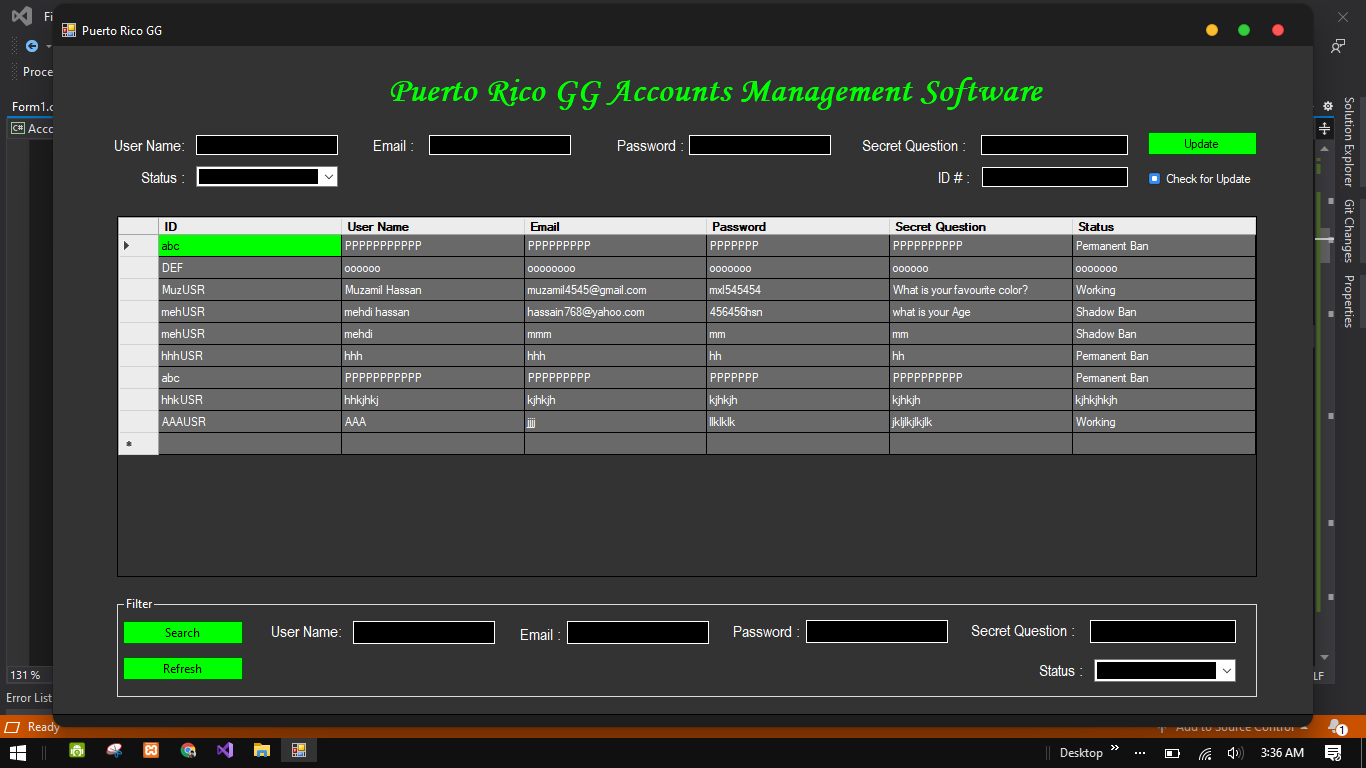 Fi
Puerto Rico GG
Proce
Form1.c
C# Acco
Puerto Rico GG Accounts Management Software
User Name: Email : Password : Secret Question : Update
Status : ID # : Check for Update
ID User Name Email Password Secret Question Status
abc PPPPPPPPPPP PPPPPPPPP PPPPPPP PPPPPPPPPP Permanent Ban
DEF oooooo oooooooo ooooooo oooooo ooooooo
MuzUSR Muzamil Hassan muzamil4545@gmail.com mxl545454 What is your favourite color? Working
mehUSR mehdi hassan hassain768@yahoo.com 456456hsn what is your Age Shadow Ban
mehUSR mehdi mmm mm mm Shadow Ban
hhhUSR hhh hhh hh hh Permanent Ban
abc PPPPPPPPPPP PPPPPPPPP PPPPPPP PPPPPPPPPP Permanent Ban
hhkUSR hhkjhkj kjhkjh kjhkjh kjhkjh kjhkjhkjh
AAAUSR AAA jjjj llklklk jkljlkjlkjlk Working
Filter
Search User Name: Email : Password : Secret Question :
Refresh Status :
Solution Explorer
Git Changes
Properties
131 %
LF
Error List
Ready
Add to Source Control
1
Desktop
3:36 AM